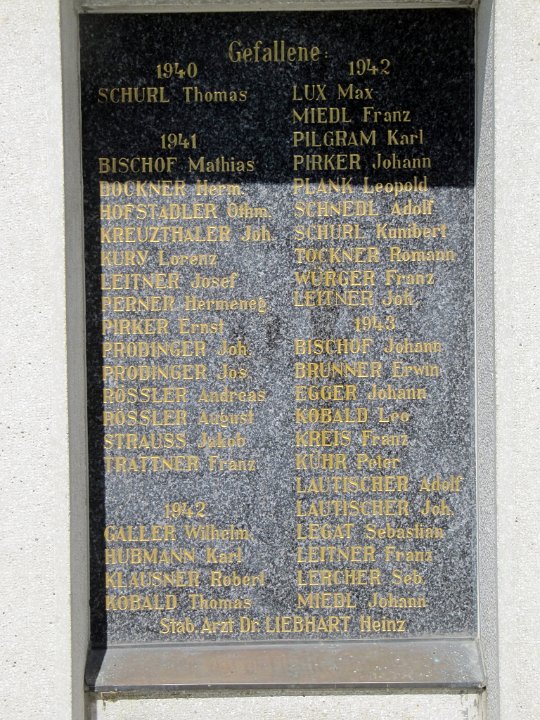 Gefallene:
1940
SCHURL Thomas
1941
BISCHOF Mathias
BOCKNER Herm.
HOFSTADLER Othm.
KREUZTHALER Joh.
KURY Lorenz
LEITNER Josef
PERNER Hermeneg
PIRKER Ernst
PRODINGER Joh.
PRODINGER Jos.
RÖSSLER Andreas
RÖSSLER August
STRAUSS Jakob
TRATTNER Franz
1942
GALLER Wilhelm
HUBMANN Karl
KLAUSNER Robert
KOBALD Thomas
1942
LUX Max
MIEDL Franz
PILGRAM Karl
PIRKER Johann
PLANK Leopold
SCHNEDL Adolf
SCHURL Kunibert
TOCKNER Romann
WURGER Franz
LEITNER Joh.
1943
BISCHOF Johann
BRUNNER Erwin
EGGER Johann
KOBALD Leo
KREIS Franz
KUHR Peter
LAUTISCHER Adolf
LAUTISCHER Joh.
LEGAT Sebastian
LEITNER Franz
LERCHER Seb.
MIEDL Johann
Stab.Arzt Dr. LIEBHART Heinz